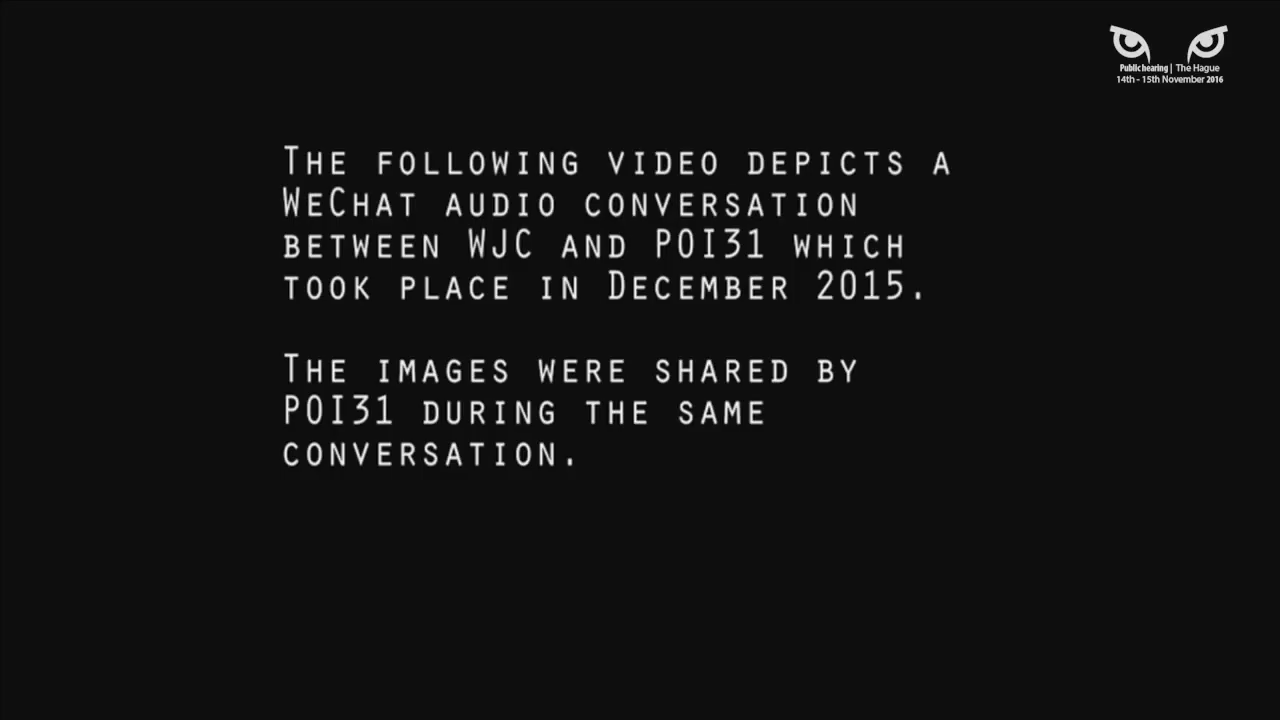 Public hearing | The Hague
14th - 15th November 2016
The following video depicts a
WeChat audio conversation
between WJC and POI31 which
took place in December 2015.
The images were shared by
POI31 during the same
conversation.